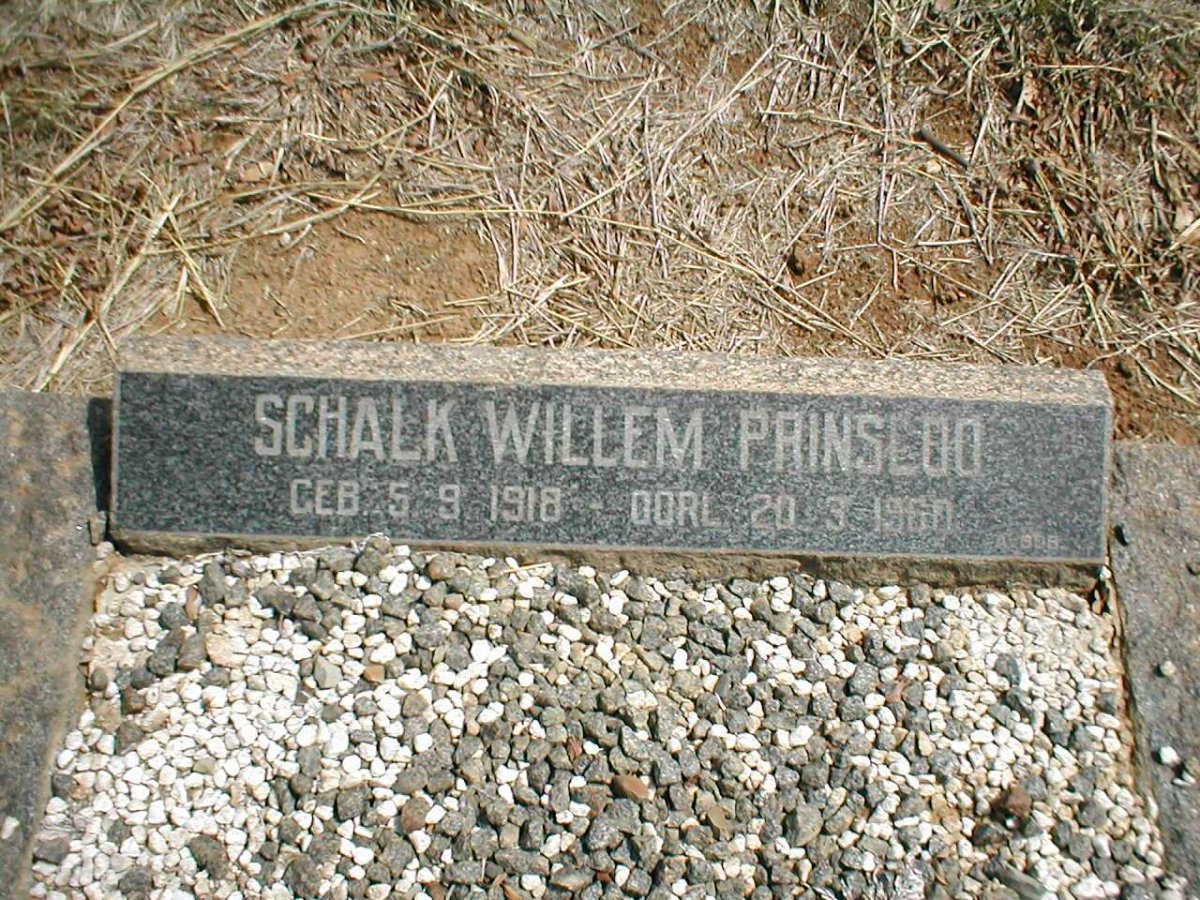 SCHALK WILLEM PRINSLOO
GEB. 5 9 1918 - OORL. 20 3 1960